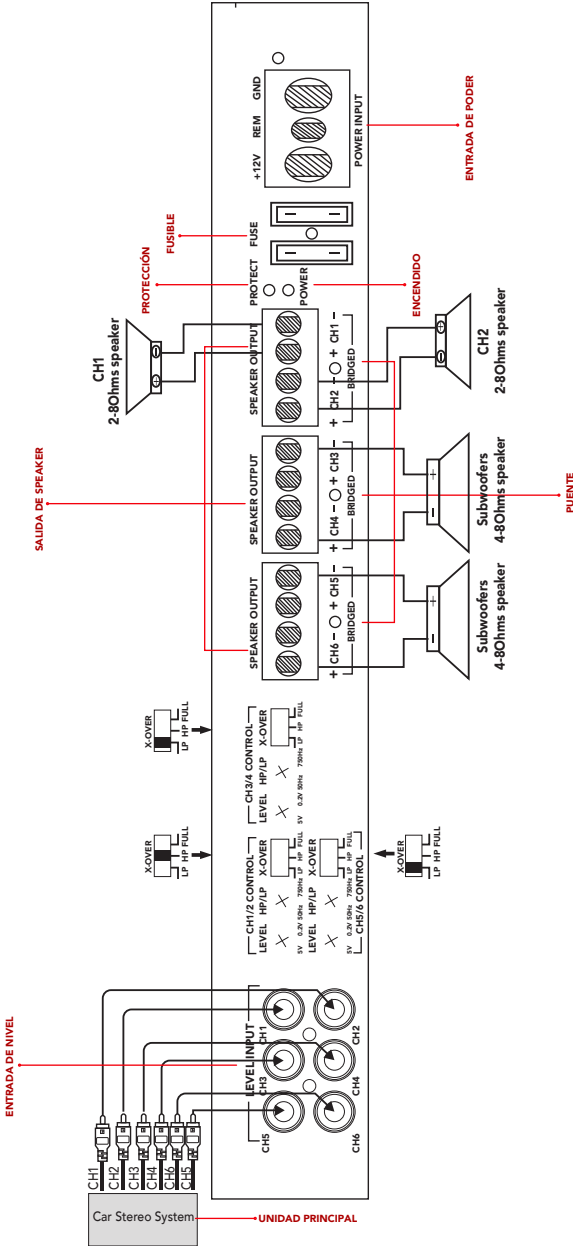 GND
REM
+12V
POWER INPUT
ENTRADA DE PODER
FUSIBLE
FUSE
PROTECCIÓN
PROTECT
POWER
ENCENDIDO
CH1
2-8Ohms speaker
SPEAKER OUTPUT
+ CH2 - + CH1 -
BRIDGED
CH2
2-8Ohms speaker
SALIDA DE SPEAKER
SPEAKER OUTPUT
+ CH4 - + CH3 -
BRIDGED
Subwoofers
4-8Ohms speaker
PUENTE
SPEAKER OUTPUT
+ CH6 - + CH5 -
BRIDGED
Subwoofers
4-8Ohms speaker
X-OVER
LP HP FULL
CH3/4 CONTROL
LEVEL HP/LP X-OVER
5V 0.2V 50Hz 750Hz LP HP FULL
X-OVER
LP HP FULL
CH1/2 CONTROL
LEVEL HP/LP X-OVER
5V 0.2V 50Hz 750Hz LP HP FULL
LEVEL HP/LP X-OVER
5V 0.2V 50Hz 750Hz LP HP FULL
CH5/6 CONTROL
X-OVER
LP HP FULL
ENTRADA DE NIVEL
LEVEL INPUT
CH1
CH3
CH5
CH2
CH4
CH6
CH1
CH2
CH3
CH4
CH6
CH5
Car Stereo System
UNIDAD PRINCIPAL